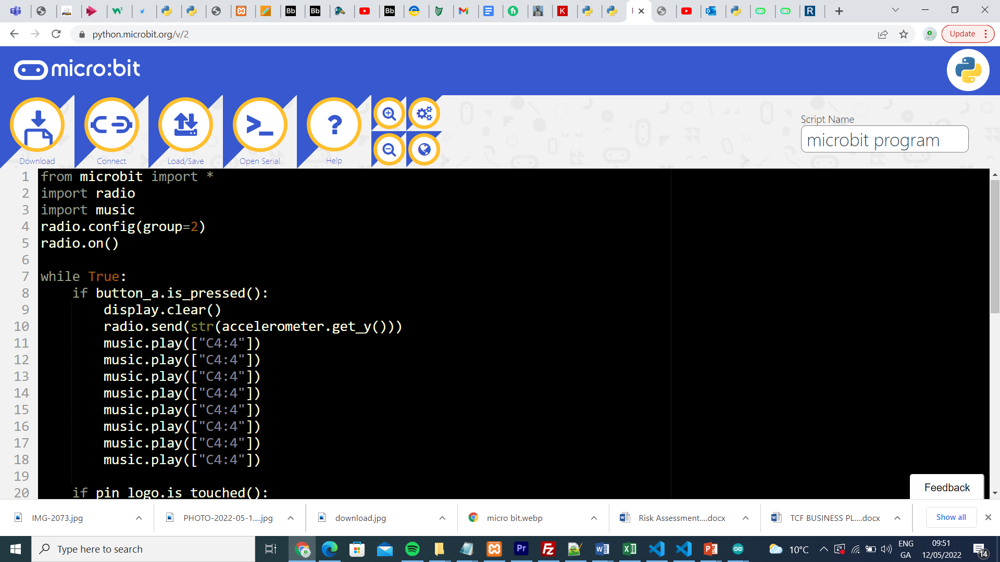 python.microbit.org/v/2
Update
micro:bit
Download
Connect
Load/Save
Open Serial
Help
Script Name
microbit program
1 from microbit import *
2 import radio
3 import music
4 radio.config(group=2)
5 radio.on()
6
7 while True:
8 if button_a.is_pressed():
9 display.clear()
10 radio.send(str(accelerometer.get_y()))
11 music.play(["C4:4"])
12 music.play(["C4:4"])
13 music.play(["C4:4"])
14 music.play(["C4:4"])
15 music.play(["C4:4"])
16 music.play(["C4:4"])
17 music.play(["C4:4"])
18 music.play(["C4:4"])
19
20 if pin_logo.is_touched():
Feedback
IMG-2073.jpg
PHOTO-2022-05-1....jpg
download.jpg
micro bit.webp
Risk Assessment....docx
TCF BUSINESS PL....docx
Show all
Type here to search
10°C
ENG
GA
09:51
12/05/2022
14